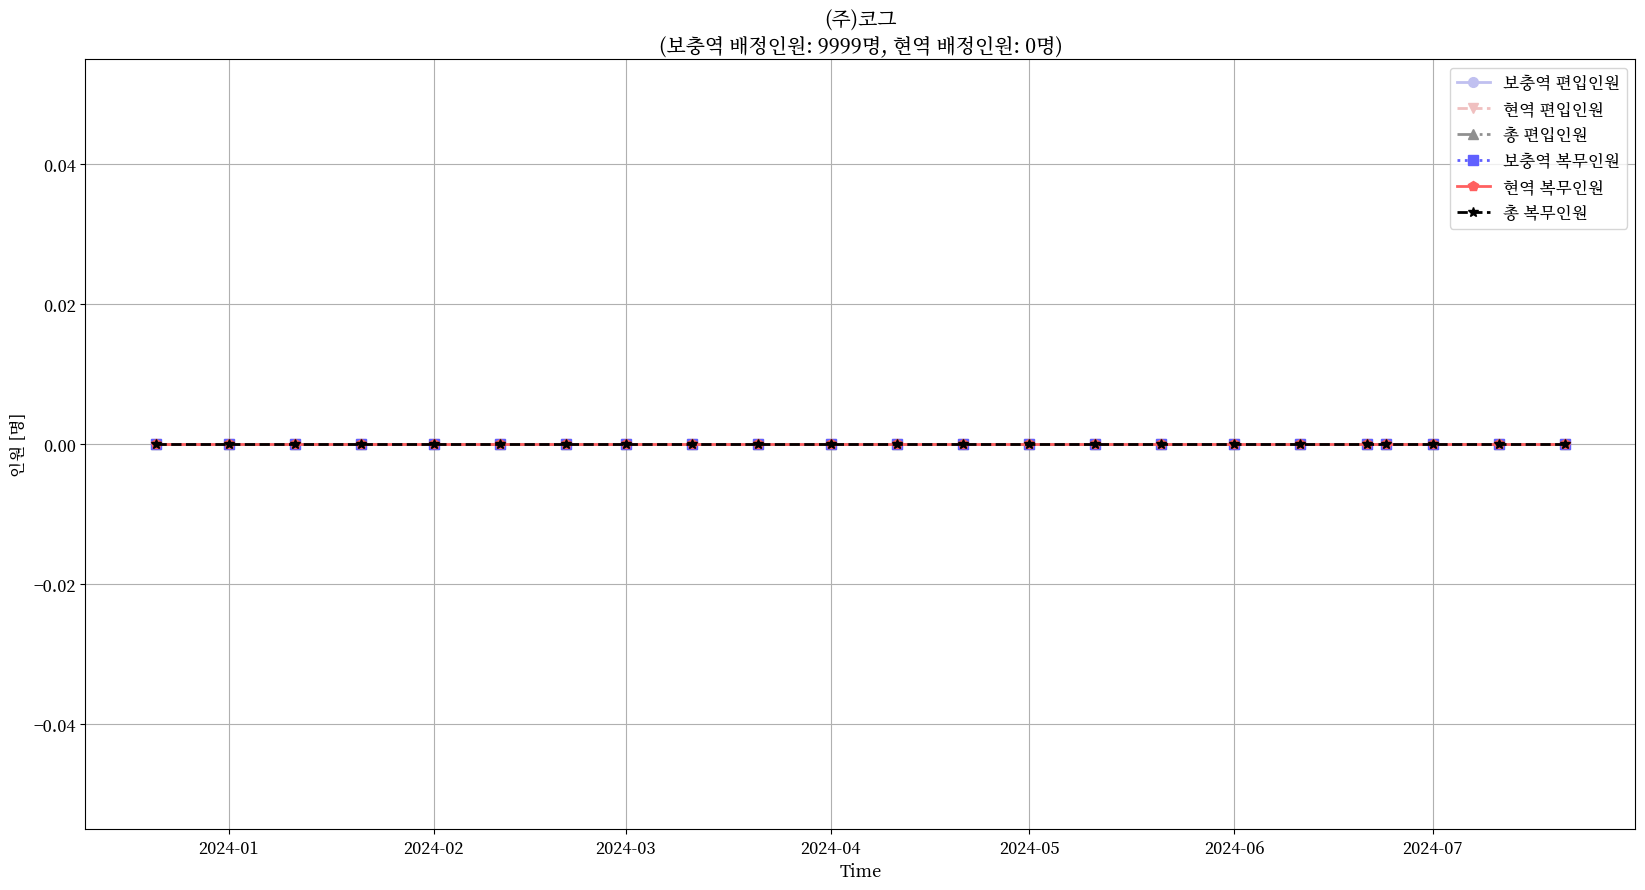 (주)코그
(보충역 배정인원: 9999명, 현역 배정인원: 0명)
보충역 편입인원
현역 편입인원
총 편입인원
보충역 복무인원
현역 복무인원
총 복무인원
0.04
0.02
0.00
−0.02
−0.04
인원 [명]
2024-01
2024-02
2024-03
2024-04
2024-05
2024-06
2024-07
Time